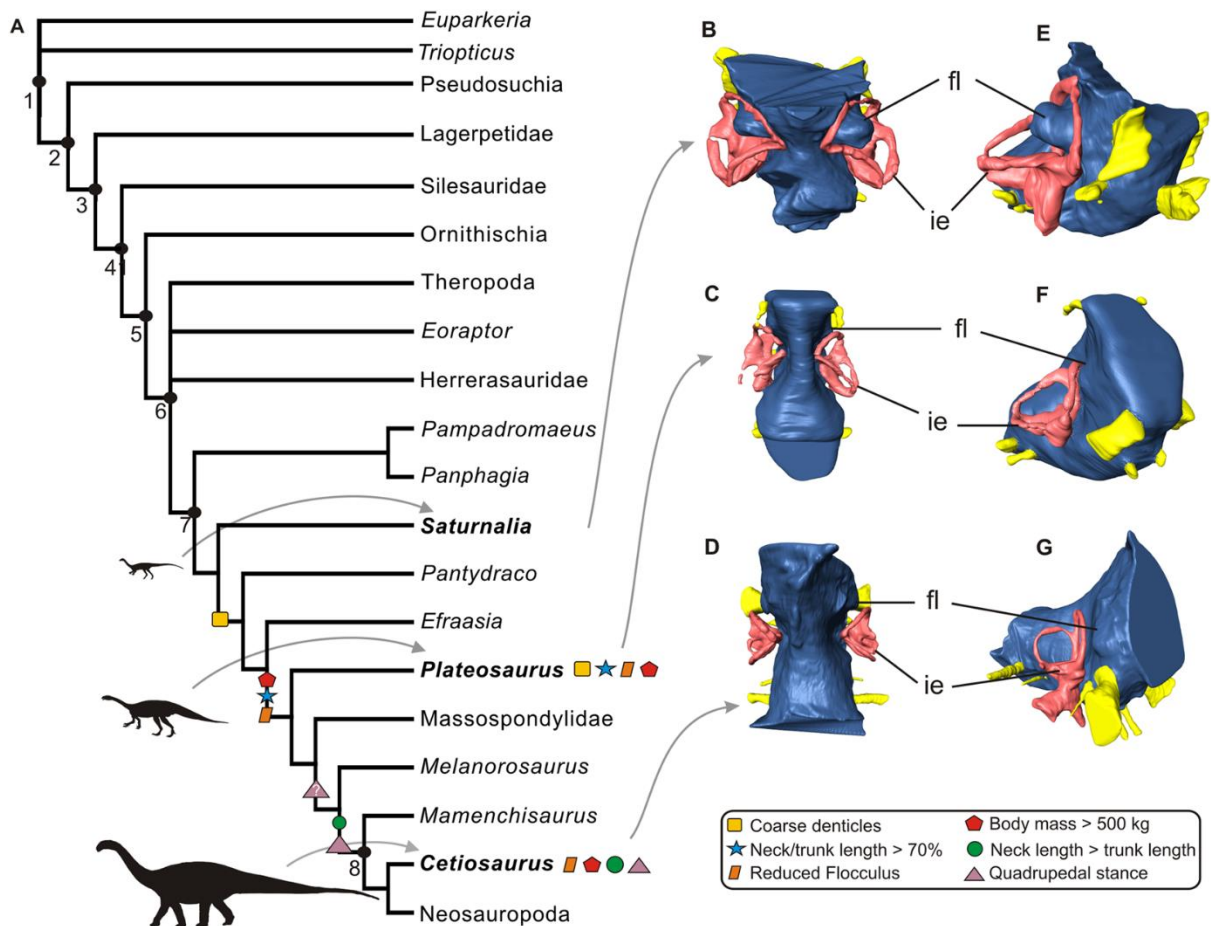 A
Euparkeria
Triopticus
Pseudosuchia
Lagerpetidae
Silesauridae
Ornithischia
Theropoda
Eoraptor
Herrerasauridae
Pampadromaeus
Panphagia
Saturnalia
Pantydraco
Efraasia
Plateosaurus
Massospondylidae
Melanorosaurus
Mamenchisaurus
Cetiosaurus
Neosauropoda
1
2
3
4
5
6
7
?
8
B
E
fl
ie
C
F
fl
ie
D
G
fl
ie
Coarse denticles
Neck/trunk length > 70%
Reduced Flocculus
Body mass > 500 kg
Neck length > trunk length
Quadrupedal stance